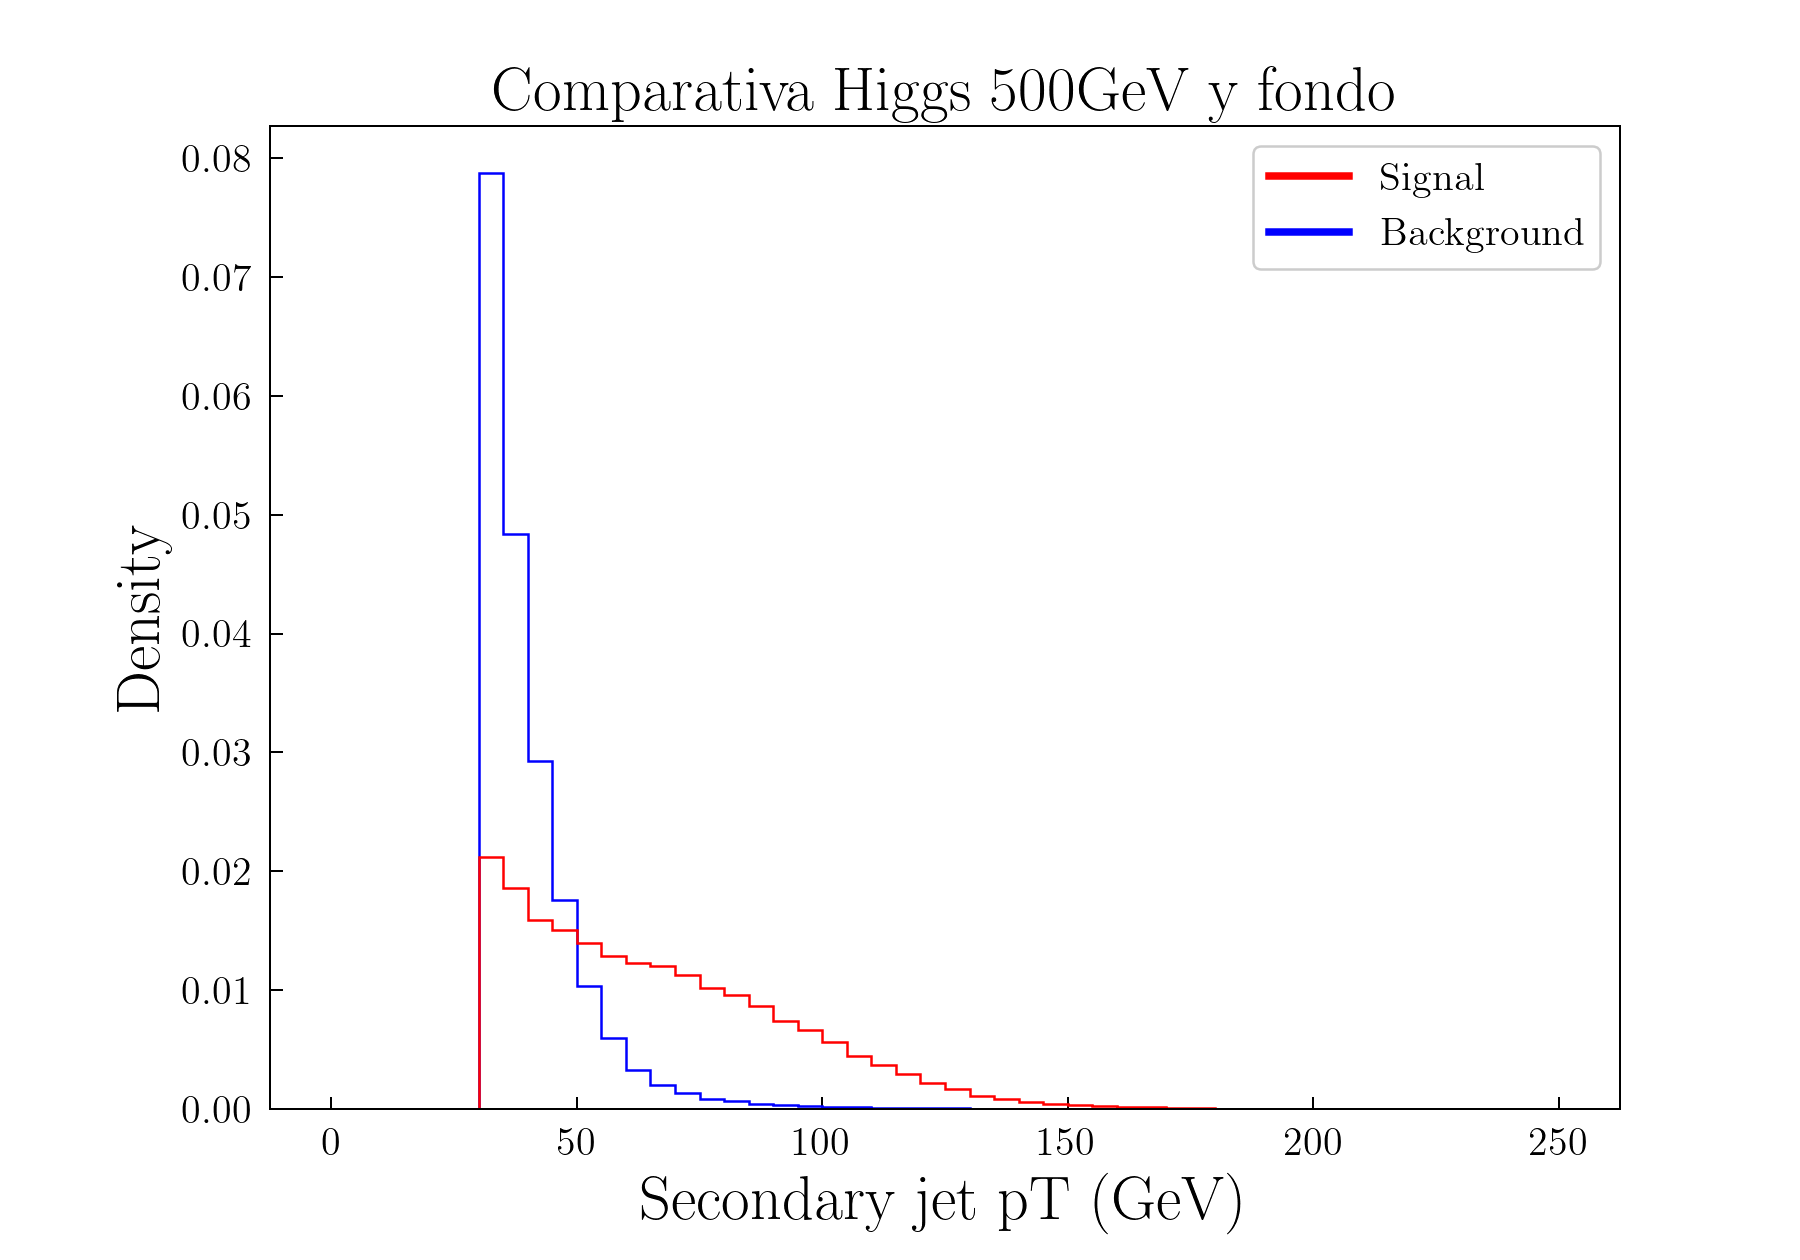 Comparativa Higgs 500GeV y fondo
Signal
Background
0.08
0.07
0.06
0.05
0.04
0.03
0.02
0.01
0.00
Density
0 50 100 150 200 250
Secondary jet pT (GeV)